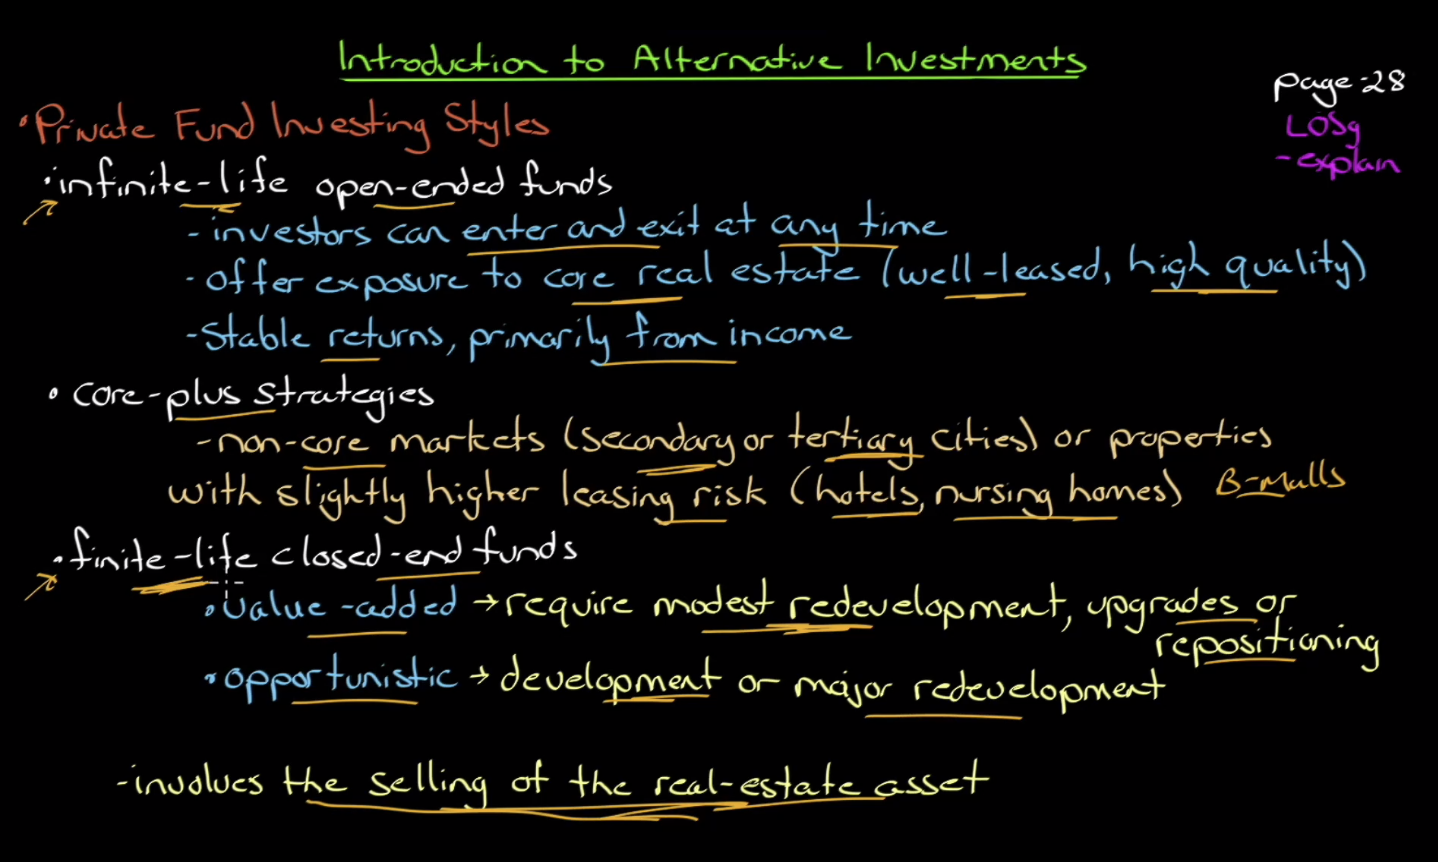 Introduction to Alternative Investments
page-28
LOSg
- explain
• Private Fund Investing Styles
• infinite-life open-ended funds
- investors can enter and exit at any time
- offer exposure to core real estate (well-leased, high quality)
- Stable returns, primarily from income
• core-plus strategies
- non-core markets (secondary or tertiary cities) or properties
with slightly higher leasing risk (hotels, nursing homes) B-malls
• finite-life closed-end funds
• value-added → require modest redevelopment, upgrades or
repositioning
• opportunistic → development or major redevelopment
- involves the selling of the real-estate asset